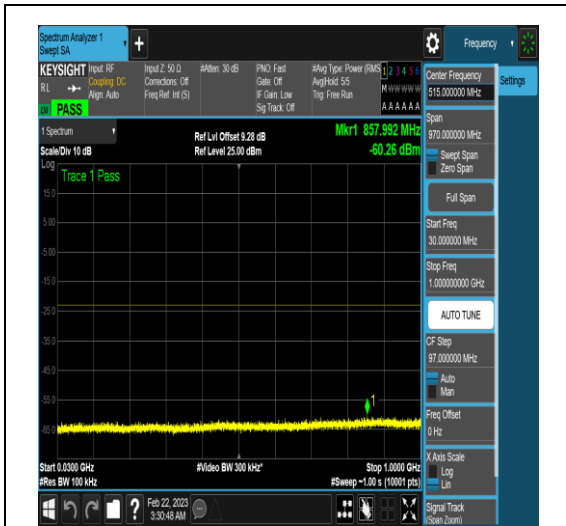 Spectrum Analyzer 1
Swept SA
+
Frequency
KEYSIGHT
RL
PASS
Input: RF
Coupling: DC
Align: Auto
Input Z: 50 Ω
Corrections: Off
Freq Ref: Int (S)
#Atten: 30 dB
PNO: Fast
Gate: Off
IF Gain: Low
Sig Track: Off
#Avg Type: Power (RMS
Avg|Hold: 5/5
Trig: Free Run
1 2 3 4 5 6
M W W W W W
A A A A A A
Center Frequency
515.000000 MHz
Settings
Span
970.000000 MHz
Swept Span
Zero Span
Full Span
Start Freq
30.000000 MHz
Stop Freq
1.000000000 GHz
AUTO TUNE
CF Step
97.000000 MHz
Auto
Man
Freq Offset
0 Hz
X Axis Scale
Log
Lin
Signal Track
(Span Zoom)
1 Spectrum
Scale/Div 10 dB
Ref Lvl Offset 9.28 dB
Ref Level 25.00 dBm
Mkr1 857.992 MHz
-60.26 dBm
Log
Trace 1 Pass
15.0
5.00
-5.00
-15.0
-25.0
-35.0
-45.0
-55.0
-65.0
1
Start 0.0300 GHz
#Res BW 100 kHz
#Video BW 300 kHz*
Stop 1.0000 GHz
#Sweep ~1.00 s (10001 pts)
?
Feb 22, 2023
3:30:48 AM